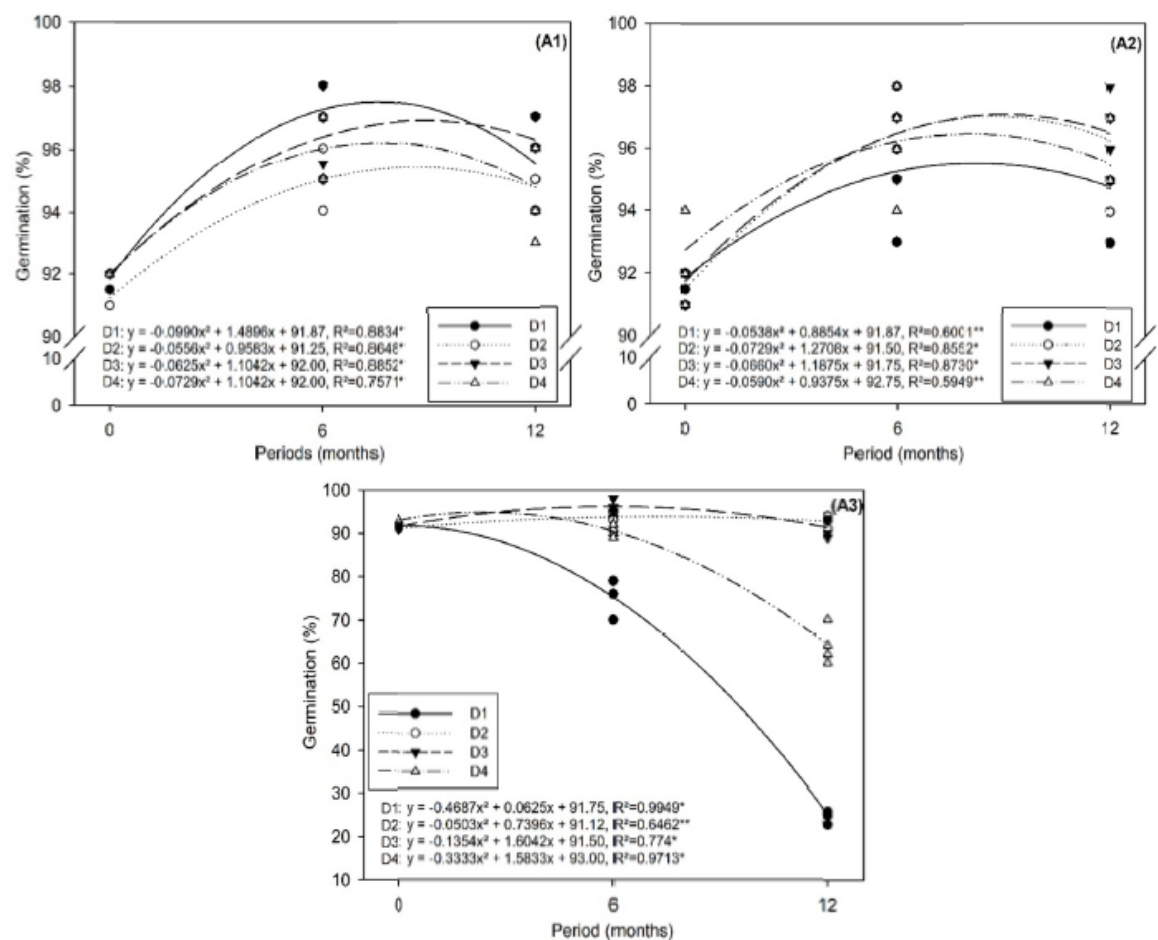 (A1)
Germination (%)
100
98
96
94
92
90
10
0
D1: y = -0.0990x² + 1.4896x + 91.87, R²=0.8834*
D2: y = -0.0556x² + 0.9583x + 91.25, R²=0.8648*
D3: y = -0.0625x² + 1.1042x + 92.00, R²=0.8852*
D4: y = -0.0729x² + 1.1042x + 92.00, R²=0.7571*
D1
D2
D3
D4
0 6 12
Periods (months)
(A2)
Germination (%)
100
98
96
94
92
90
10
0
D1: y = -0.0538x² + 0.8854x + 91.87, R²=0.6001**
D2: y = -0.0729x² + 1.2708x + 91.50, R²=0.8552*
D3: y = -0.0660x² + 1.1875x + 91.75, R²=0.8730*
D4: y = -0.0590x² + 0.9375x + 92.75, R²=0.5949**
D1
D2
D3
D4
0 6 12
Period (months)
(A3)
Germination (%)
100
90
80
70
60
50
40
30
20
10
D1
D2
D3
D4
D1: y = -0.4687x² + 0.0625x + 91.75, R²=0.9949*
D2: y = -0.0503x² + 0.7396x + 91.12, R²=0.6462**
D3: y = -0.1354x² + 1.6042x + 91.50, R²=0.774*
D4: y = -0.3333x² + 1.5833x + 93.00, R²=0.9713*
0 6 12
Period (months)